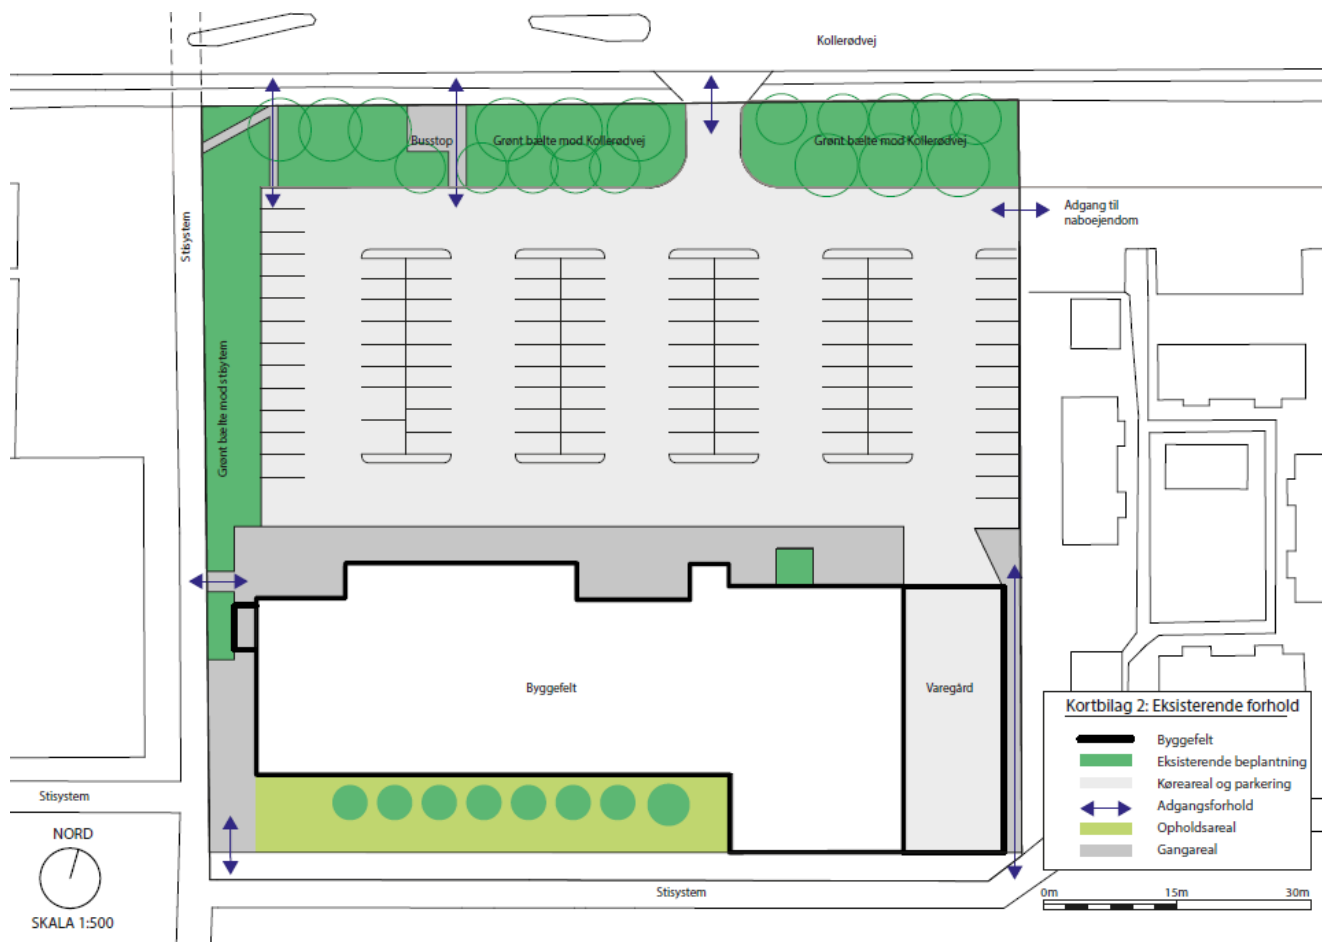 Kollerødvej
Busstop
Grønt bælte mod Kollerødvej
Grønt bælte mod Kollerødvej
Adgang til
naboejendom
Stisystem
Grønt bælte mod stisytem
Byggefelt
Varegård
Kortbilag 2: Eksisterende forhold
Byggefelt
Eksisterende beplantning
Køreareal og parkering
Adgangsforhold
Opholdsareal
Gangareal
Stisystem
NORD
SKALA 1:500
Stisystem
0m 15m 30m